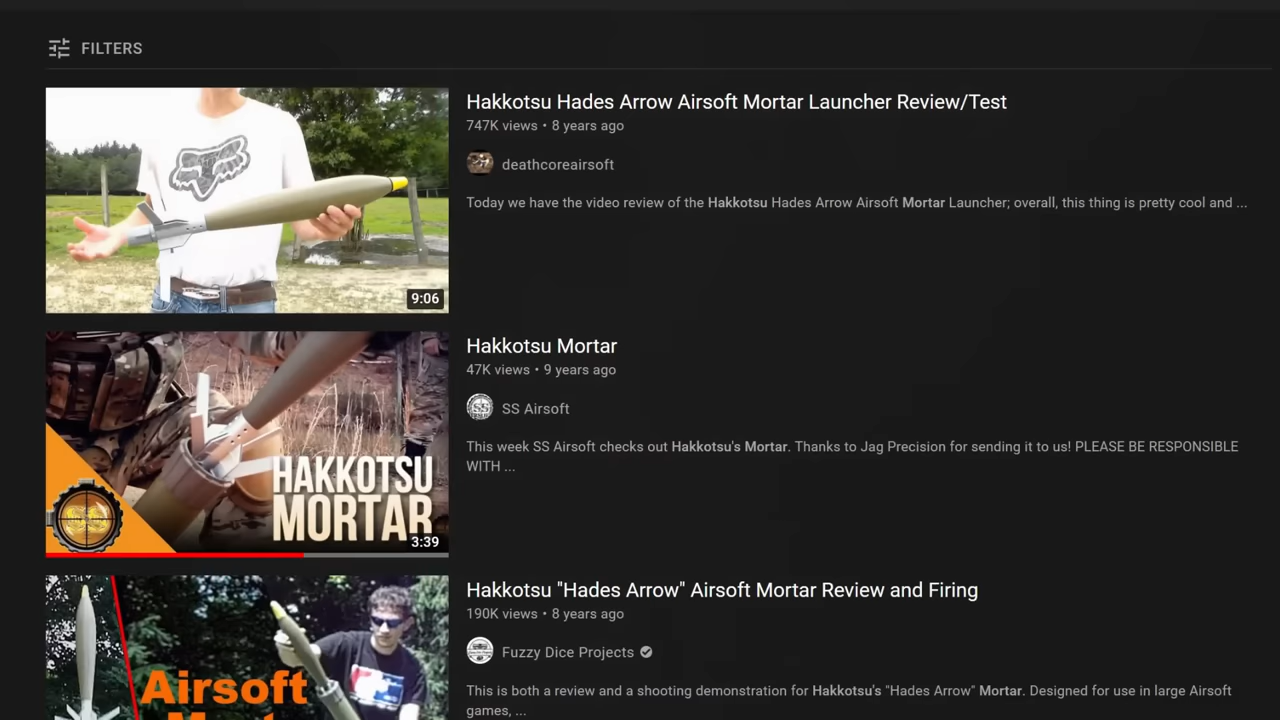 FILTERS
Hakkotsu Hades Arrow Airsoft Mortar Launcher Review/Test
747K views • 8 years ago
deathcoreairsoft
Today we have the video review of the Hakkotsu Hades Arrow Airsoft Mortar Launcher; overall, this thing is pretty cool and ...
9:06
Hakkotsu Mortar
47K views • 9 years ago
SS Airsoft
This week SS Airsoft checks out Hakkotsu's Mortar. Thanks to Jag Precision for sending it to us! PLEASE BE RESPONSIBLE
WITH ...
HAKKOTSU
MORTAR
3:39
Hakkotsu "Hades Arrow" Airsoft Mortar Review and Firing
190K views • 8 years ago
Fuzzy Dice Projects
This is both a review and a shooting demonstration for Hakkotsu's "Hades Arrow" Mortar. Designed for use in large Airsoft
games, ...
Airsoft